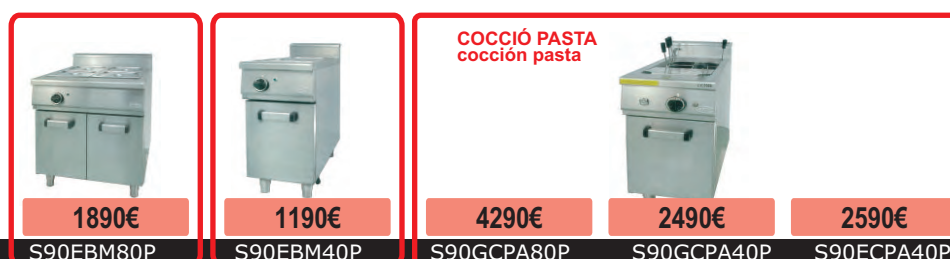 COCCIÓ PASTA
cocción pasta
1890€ 1190€ 4290€ 2490€ 2590€
S90EBM80P S90EBM40P S90GCPA80P S90GCPA40P S90ECPA40P